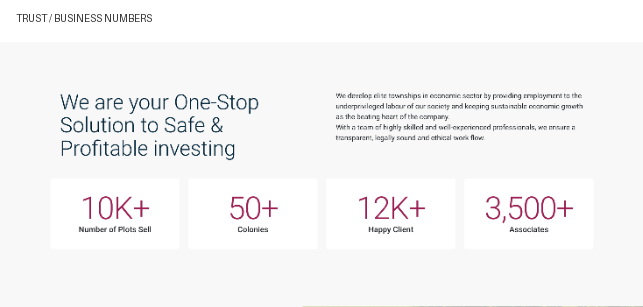 TRUST / BUSINESS NUMBERS
We are your One-Stop
Solution to Safe &
Profitable investing
We develop elite townships in economic sector by providing employment to the
underprivileged labour of our society and keeping sustainable economic growth
as the beating heart of the company.
With a team of highly skilled and well-experienced professionals, we ensure a
transparent, legally sound and ethical work flow.
10K+
Number of Plots Sell
50+
Colonies
12K+
Happy Client
3,500+
Associates